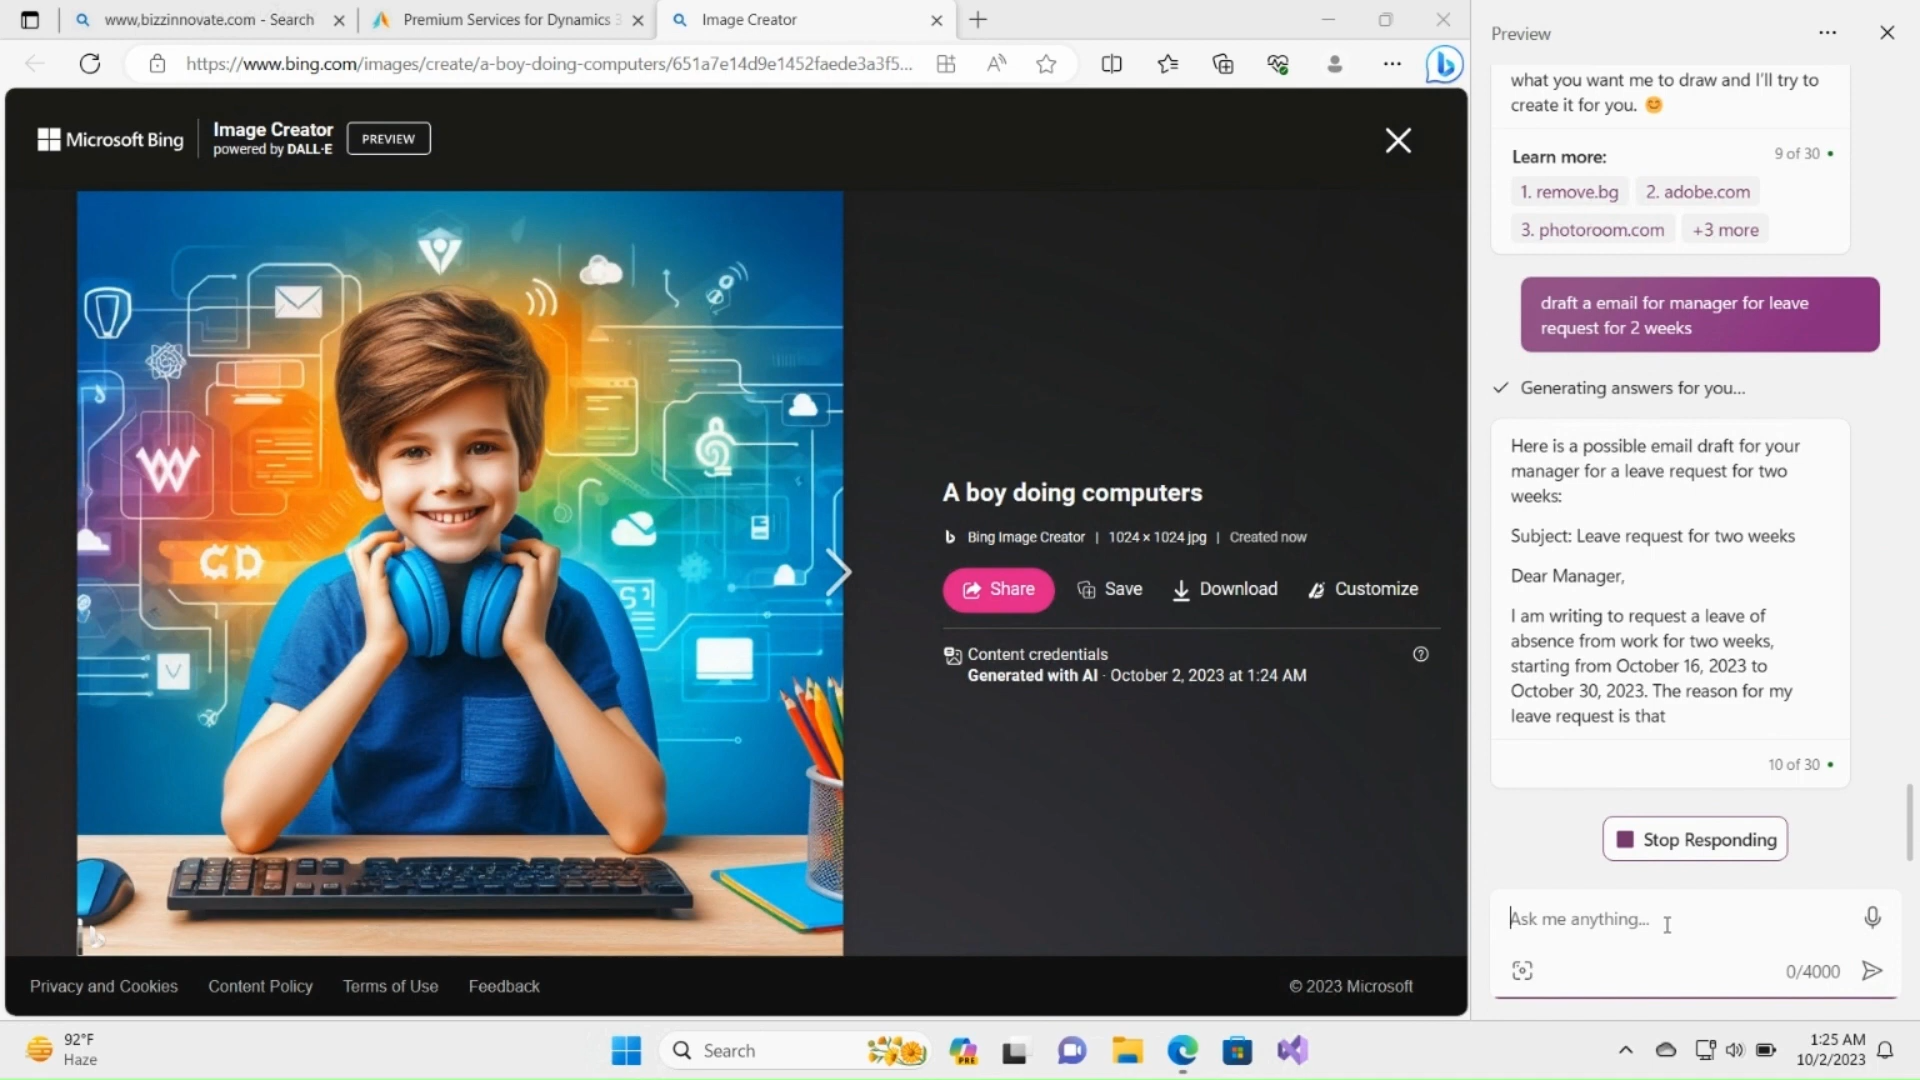 www,bizzinnovate.com - Search
Premium Services for Dynamics 3
Image Creator
https://www.bing.com/images/create/a-boy-doing-computers/651a7e14d9e1452faede3a3f5...
Microsoft Bing
Image Creator
powered by DALL·E
PREVIEW
A boy doing computers
Bing Image Creator | 1024 × 1024 jpg | Created now
Share
Save
Download
Customize
Content credentials
Generated with AI · October 2, 2023 at 1:24 AM
Privacy and Cookies
Content Policy
Terms of Use
Feedback
© 2023 Microsoft
Preview
what you want me to draw and I'll try to
create it for you. 😊
Learn more:
9 of 30
1. remove.bg
2. adobe.com
3. photoroom.com
+3 more
draft a email for manager for leave
request for 2 weeks
Generating answers for you...
Here is a possible email draft for your
manager for a leave request for two
weeks:
Subject: Leave request for two weeks
Dear Manager,
I am writing to request a leave of
absence from work for two weeks,
starting from October 16, 2023 to
October 30, 2023. The reason for my
leave request is that
10 of 30
Stop Responding
Ask me anything...
0/4000
92°F
Haze
Search
PRE
1:25 AM
10/2/2023